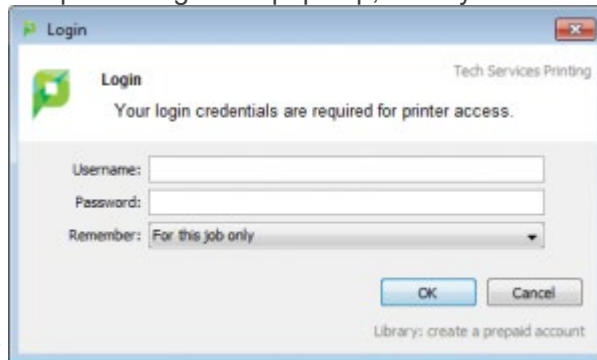 Login
Tech Services Printing
Login
Your login credentials are required for printer access.
Username:
Password:
Remember: For this job only
OK Cancel
Library: create a prepaid account